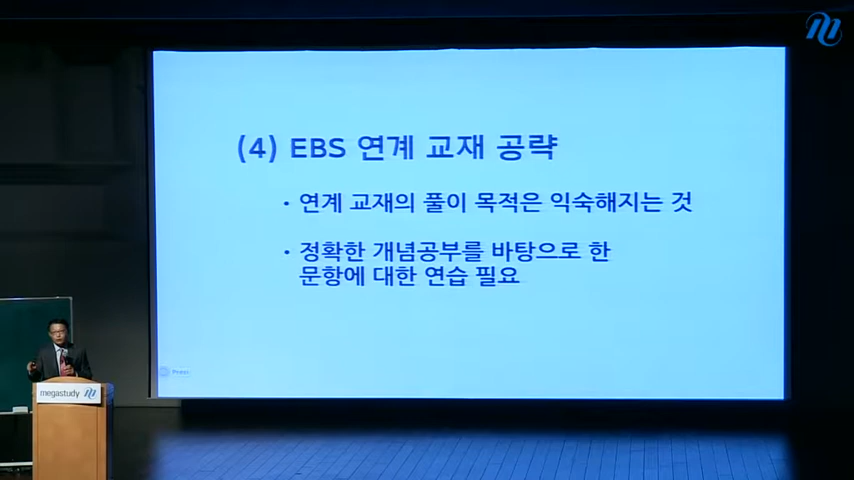 (4) EBS 연계 교재 공략
• 연계 교재의 풀이 목적은 익숙해지는 것
• 정확한 개념공부를 바탕으로 한
문항에 대한 연습 필요
Prezi
megastudy